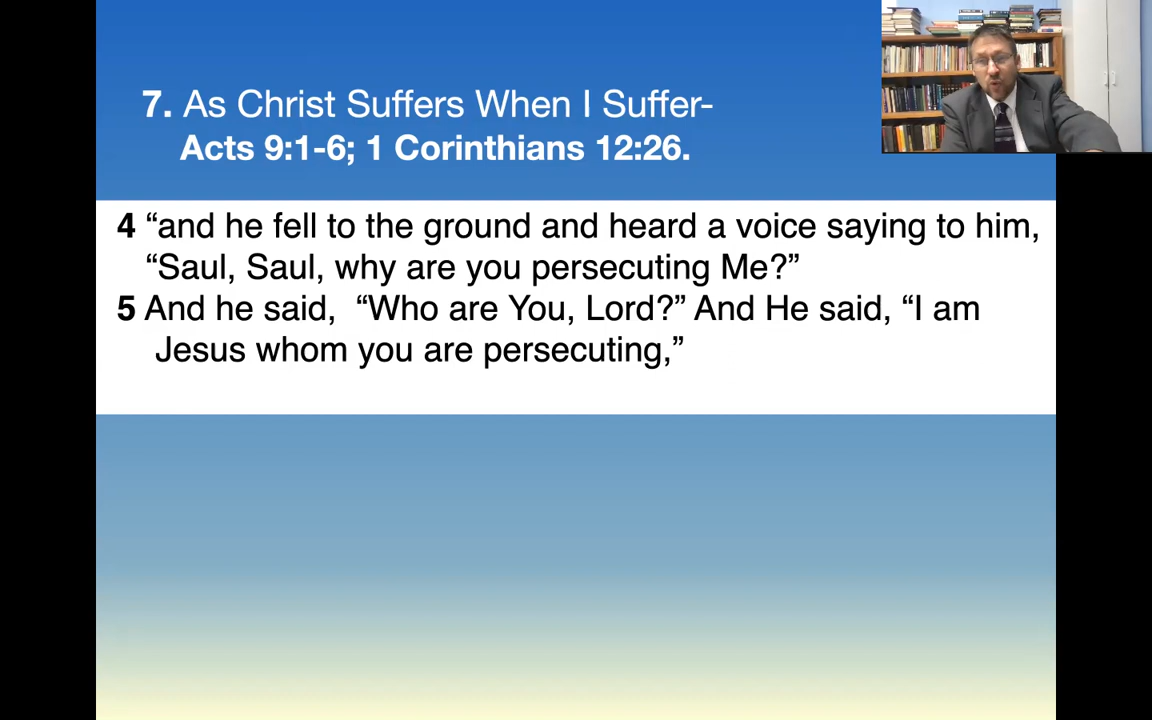 7. As Christ Suffers When I Suffer-
Acts 9:1-6; 1 Corinthians 12:26.
4 “and he fell to the ground and heard a voice saying to him,
“Saul, Saul, why are you persecuting Me?”
5 And he said, “Who are You, Lord?” And He said, “I am
Jesus whom you are persecuting,”